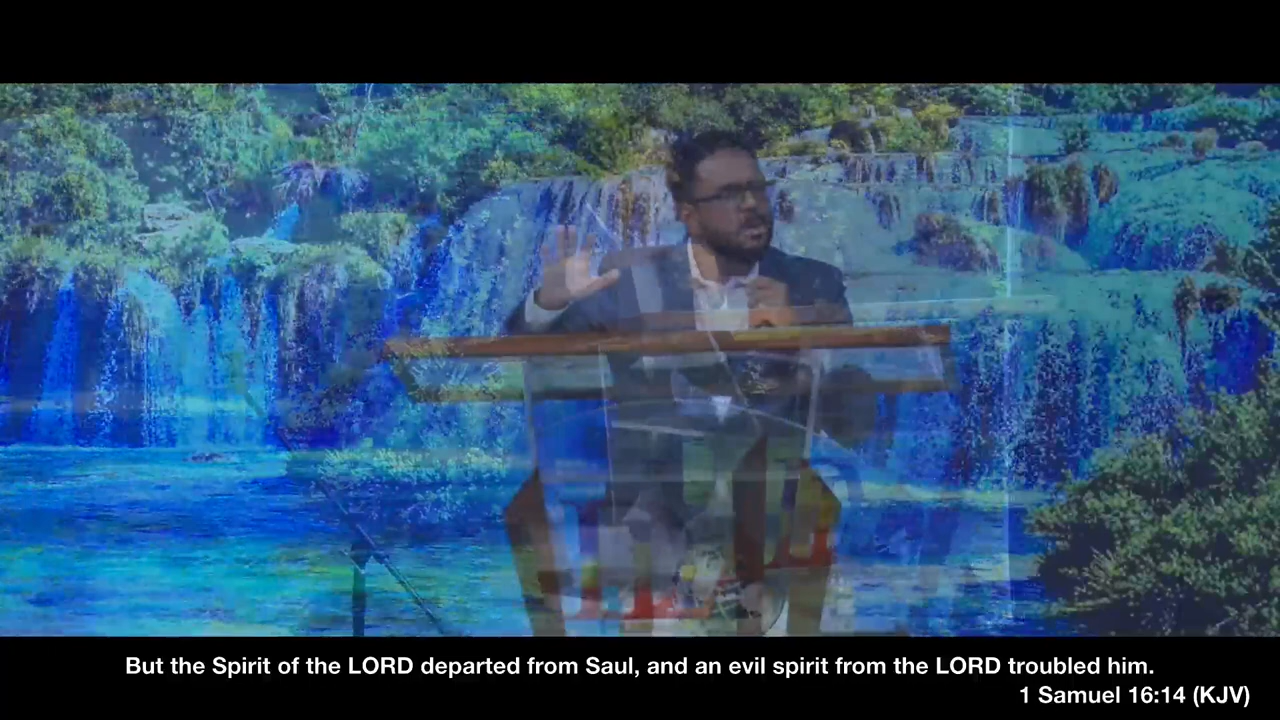 But the Spirit of the LORD departed from Saul, and an evil spirit from the LORD troubled him.
1 Samuel 16:14 (KJV)